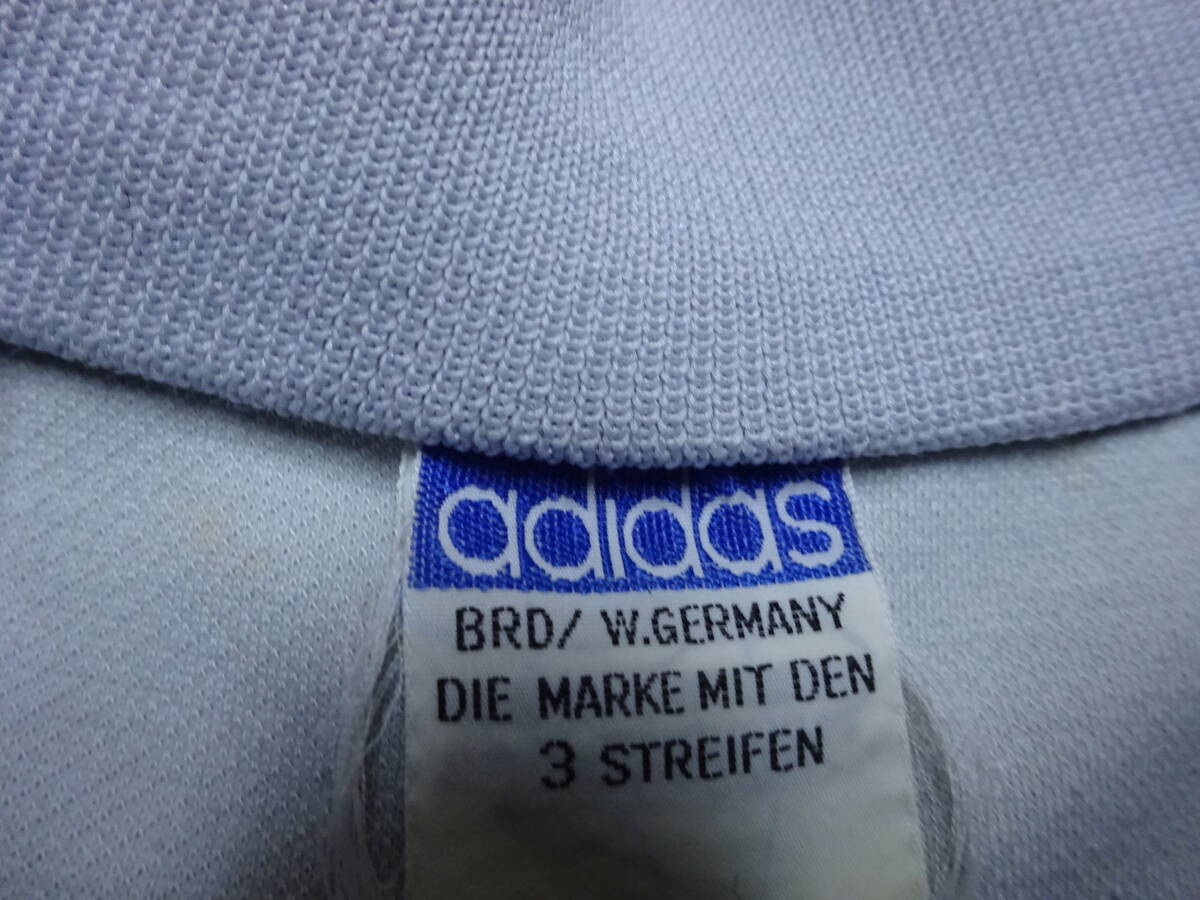 adidas
BRD/ W.GERMANY
DIE MARKE MIT DEN
3 STREIFEN